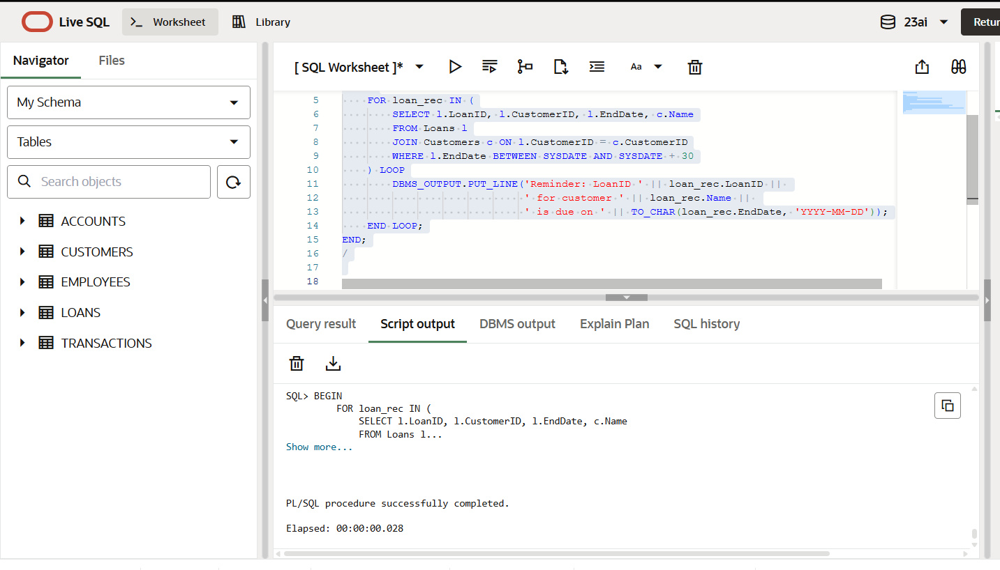 Live SQL
Worksheet
Library
23ai
Retur
Navigator
Files
[ SQL Worksheet ]*
Aa
My Schema
Tables
Search objects
ACCOUNTS
CUSTOMERS
EMPLOYEES
LOANS
TRANSACTIONS
5 FOR loan_rec IN (
6 SELECT l.LoanID, l.CustomerID, l.EndDate, c.Name
7 FROM Loans l
8 JOIN Customers c ON l.CustomerID = c.CustomerID
9 WHERE l.EndDate BETWEEN SYSDATE AND SYSDATE + 30
10 ) LOOP
11 DBMS_OUTPUT.PUT_LINE('Reminder: LoanID ' || loan_rec.LoanID ||
12 ' for customer ' || loan_rec.Name ||
13 ' is due on ' || TO_CHAR(loan_rec.EndDate, 'YYYY-MM-DD'));
14 END LOOP;
15 END;
16 /
17
18
Query result
Script output
DBMS output
Explain Plan
SQL history
SQL> BEGIN
FOR loan_rec IN (
SELECT l.LoanID, l.CustomerID, l.EndDate, c.Name
FROM Loans l...
Show more...
PL/SQL procedure successfully completed.
Elapsed: 00:00:00.028